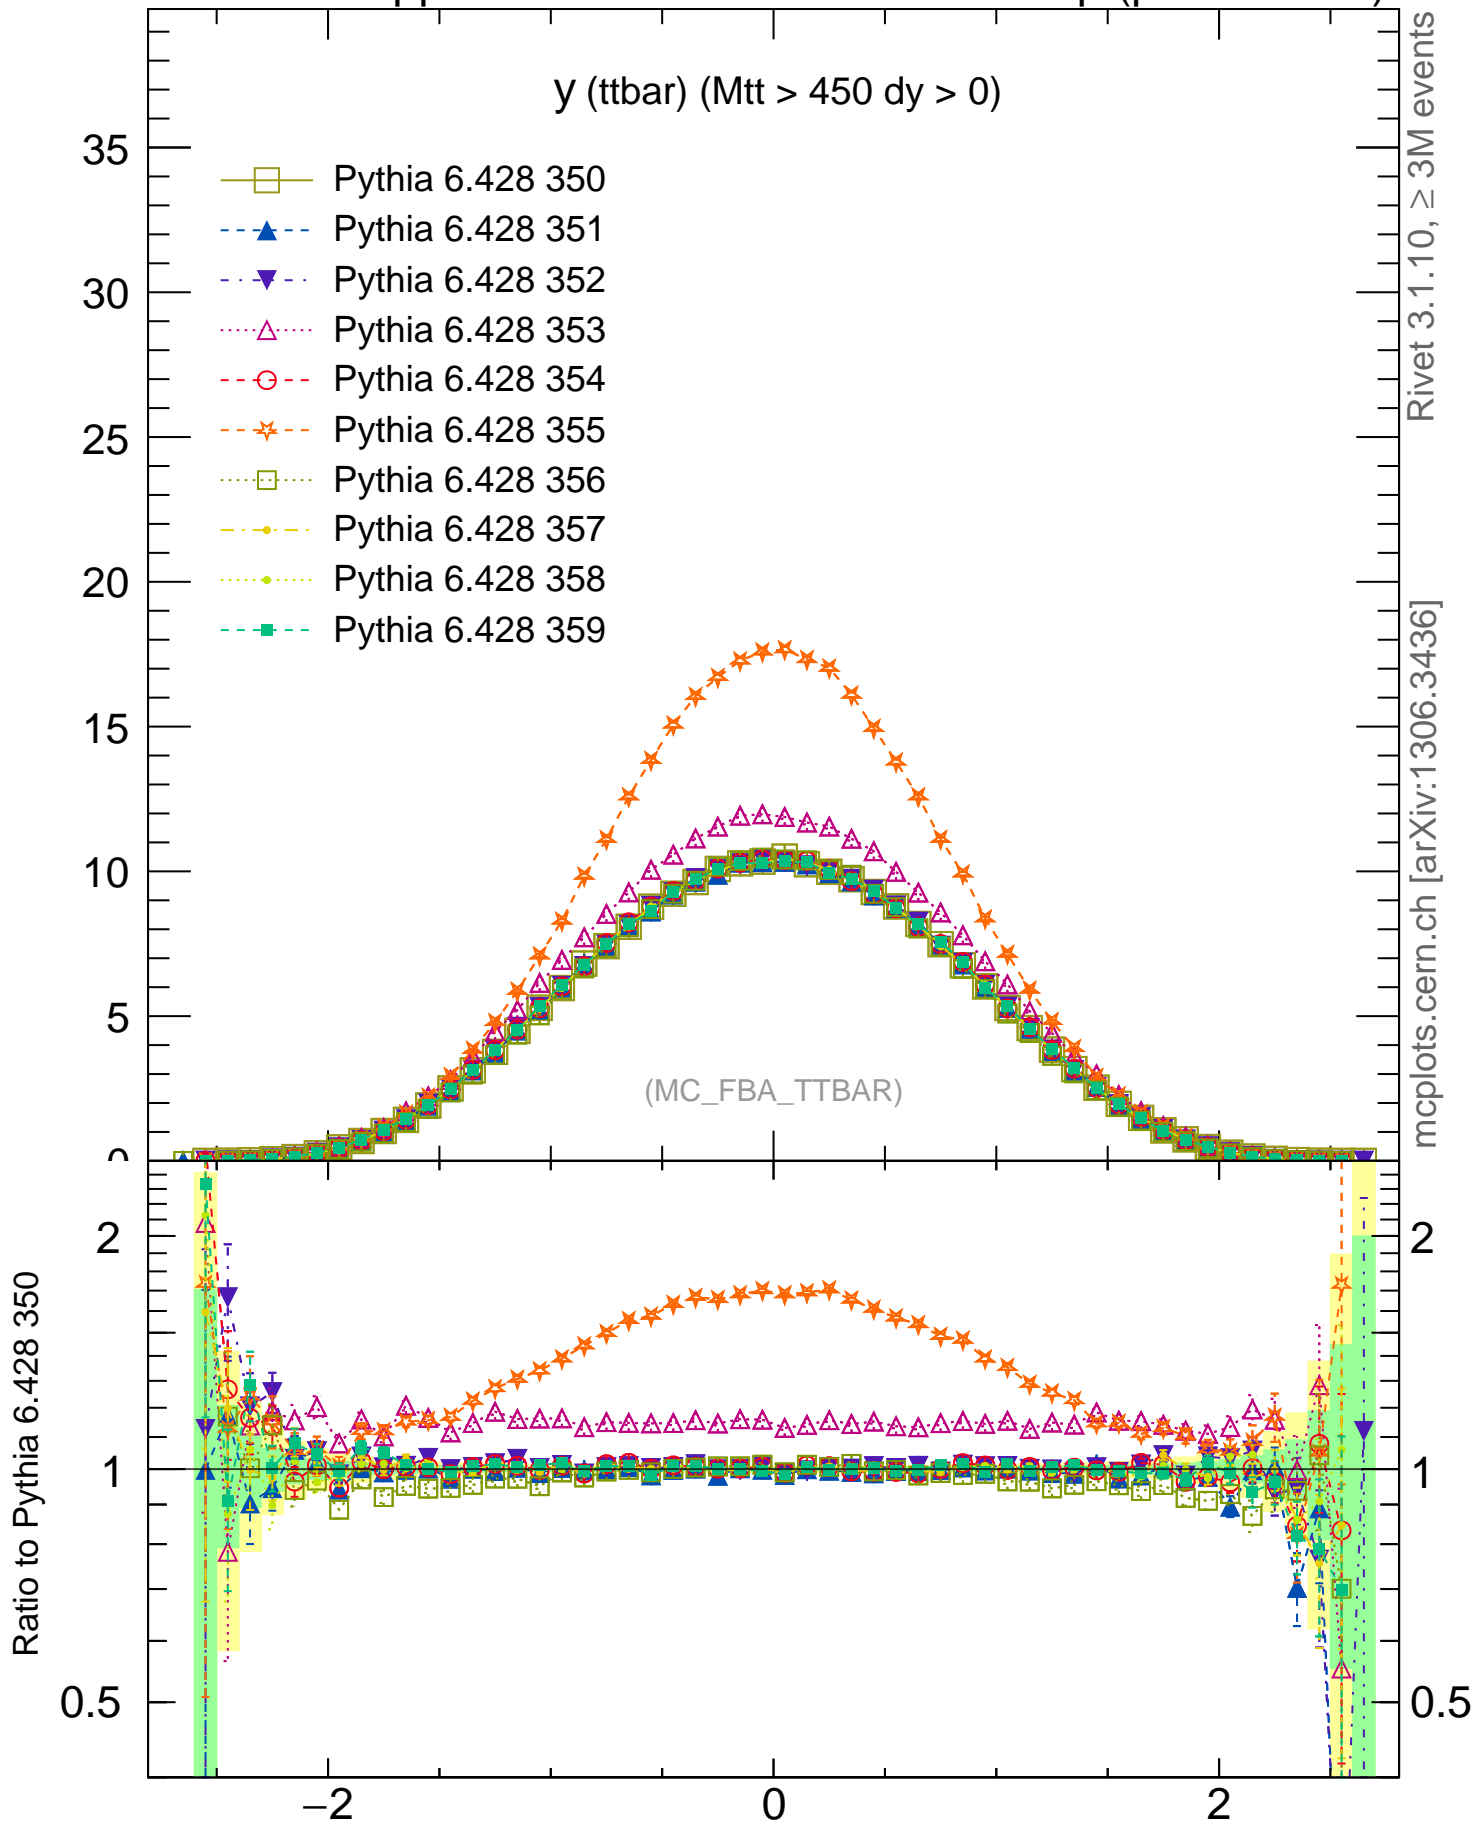 y (ttbar) (Mtt > 450 dy > 0)
35
30
25
20
15
10
5
0
Pythia 6.428 350
Pythia 6.428 351
Pythia 6.428 352
Pythia 6.428 353
Pythia 6.428 354
Pythia 6.428 355
Pythia 6.428 356
Pythia 6.428 357
Pythia 6.428 358
Pythia 6.428 359
(MC_FBA_TTBAR)
Rivet 3.1.10, ≥ 3M events
mcplots.cern.ch [arXiv:1306.3436]
Ratio to Pythia 6.428 350
2
1
0.5
2
1
0.5
−2
0
2